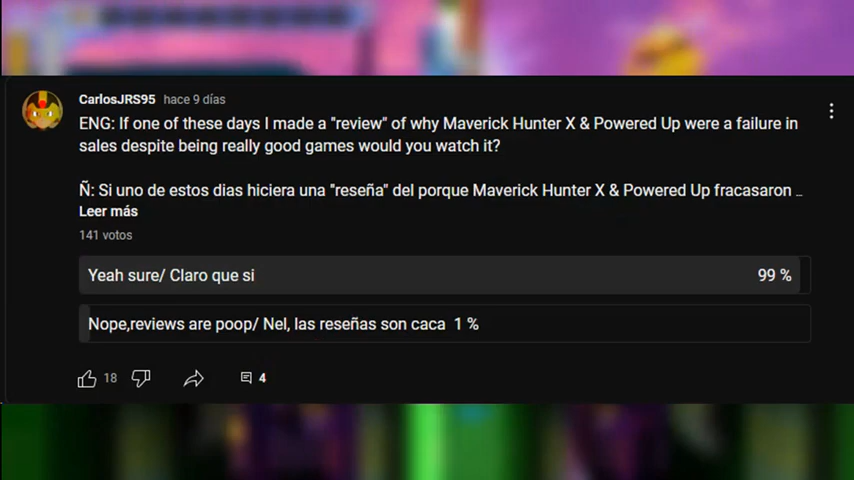 CarlosJRS95 hace 9 días
ENG: If one of these days I made a "review" of why Maverick Hunter X & Powered Up were a failure in
sales despite being really good games would you watch it?
Ñ: Si uno de estos dias hiciera una "reseña" del porque Maverick Hunter X & Powered Up fracasaron ...
Leer más
141 votos
Yeah sure/ Claro que si 99 %
Nope,reviews are poop/ Nel, las reseñas son caca 1 %
18 4